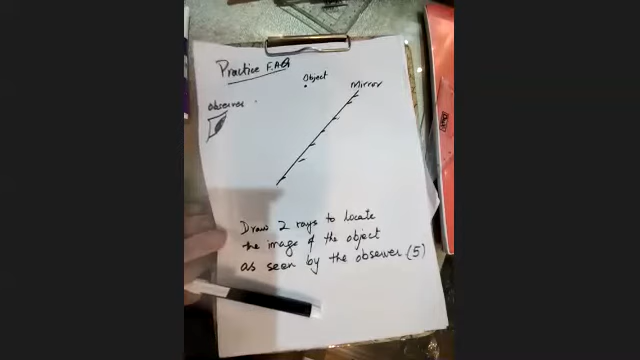 Practice F.A.Q
Object
Mirror
Observer
Draw 2 rays to locate
the image of the object
as seen by the observer (5)